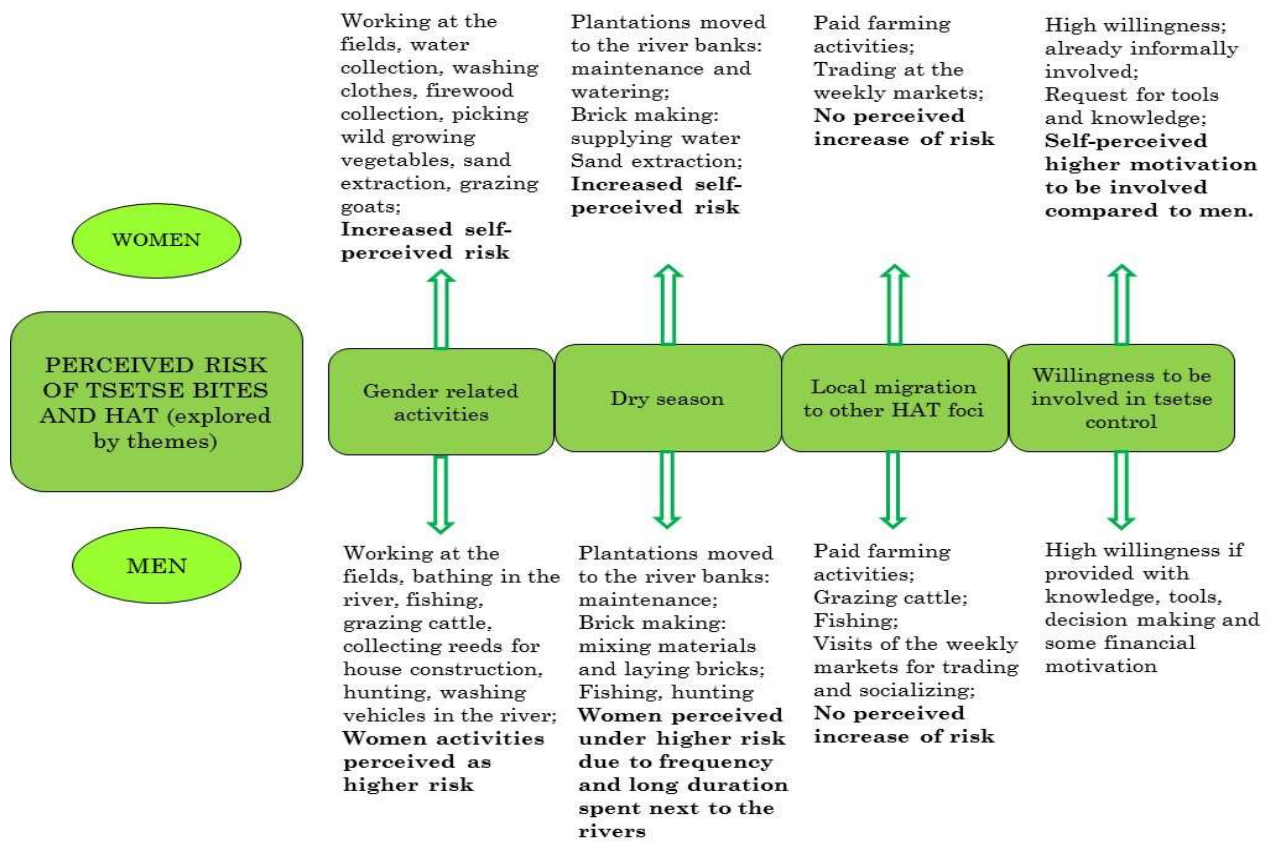 Working at the
fields, water
collection, washing
clothes, firewood
collection, picking
wild growing
vegetables, sand
extraction, grazing
goats;
Increased self-
perceived risk
Plantations moved
to the river banks:
maintenance and
watering;
Brick making:
supplying water
Sand extraction;
Increased self-
perceived risk
Paid farming
activities;
Trading at the
weekly markets;
No perceived
increase of risk
High willingness;
already informally
involved;
Request for tools
and knowledge;
Self-perceived
higher motivation
to be involved
compared to men.
WOMEN
PERCEIVED RISK
OF TSETSE BITES
AND HAT (explored
by themes)
Gender related
activities
Dry season
Local migration
to other HAT foci
Willingness to be
involved in tsetse
control
MEN
Working at the
fields, bathing in the
river, fishing,
grazing cattle,
collecting reeds for
house construction,
hunting, washing
vehicles in the river;
Women activities
perceived as
higher risk
Plantations moved
to the river banks:
maintenance;
Brick making:
mixing materials
and laying bricks;
Fishing, hunting
Women perceived
under higher risk
due to frequency
and long duration
spent next to the
rivers
Paid farming
activities;
Grazing cattle;
Fishing;
Visits of the weekly
markets for trading
and socializing;
No perceived
increase of risk
High willingness if
provided with
knowledge, tools,
decision making and
some financial
motivation